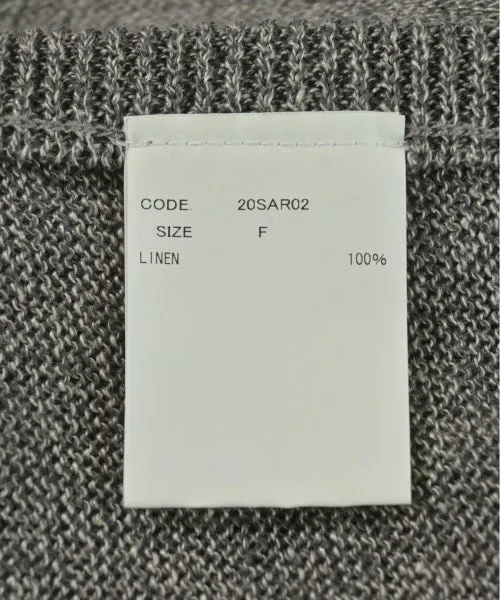 CODE. 20SAR02
SIZE F
LINEN 100%